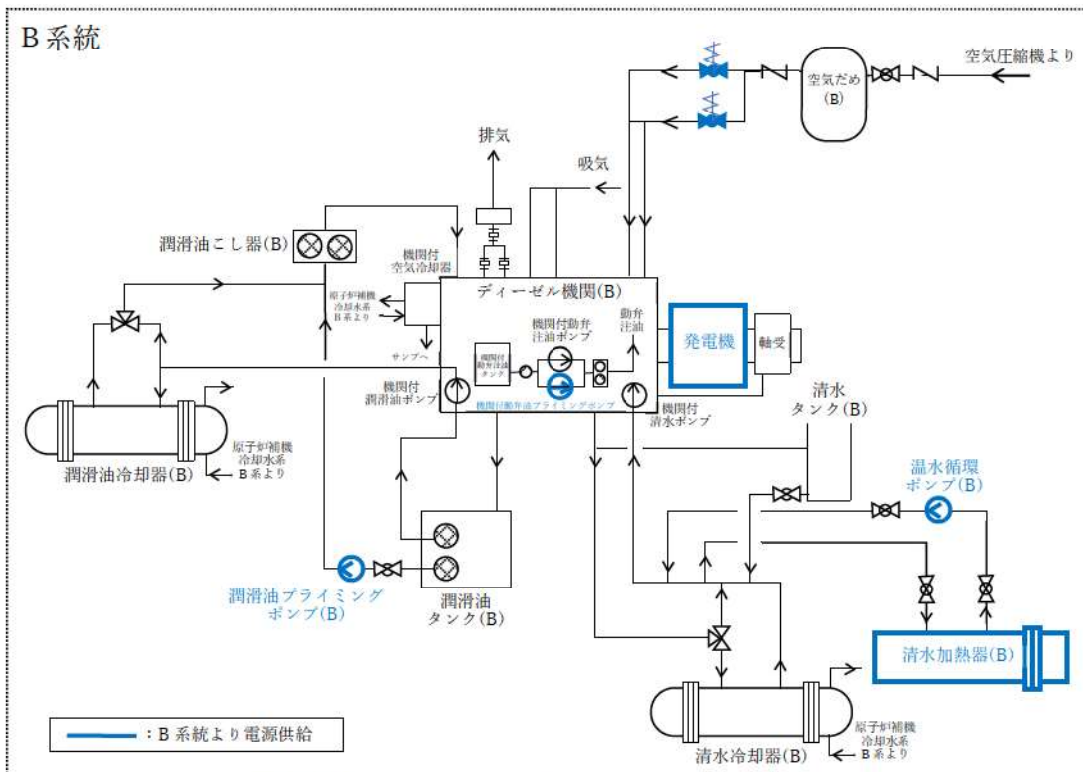 B系統
空気圧縮機より
空気だめ
(B)
排気
吸気
潤滑油こし器(B)
機関付
空気冷却器
原子炉補機
冷却水系
B系より
サンプへ
ディーゼル機関(B)
機関付動弁
注油ポンプ
動弁
注油
機関付
動弁注油
タンク
機関付動弁油プライミングポンプ(B)
機関付
潤滑油ポンプ
機関付
清水ポンプ
発電機
軸受
清水
タンク(B)
温水循環
ポンプ(B)
原子炉補機
冷却水系
B系より
潤滑油冷却器(B)
潤滑油プライミング
ポンプ(B)
潤滑油
タンク(B)
清水加熱器(B)
清水冷却器(B)
原子炉補機
冷却水系
B系より
:B系統より電源供給